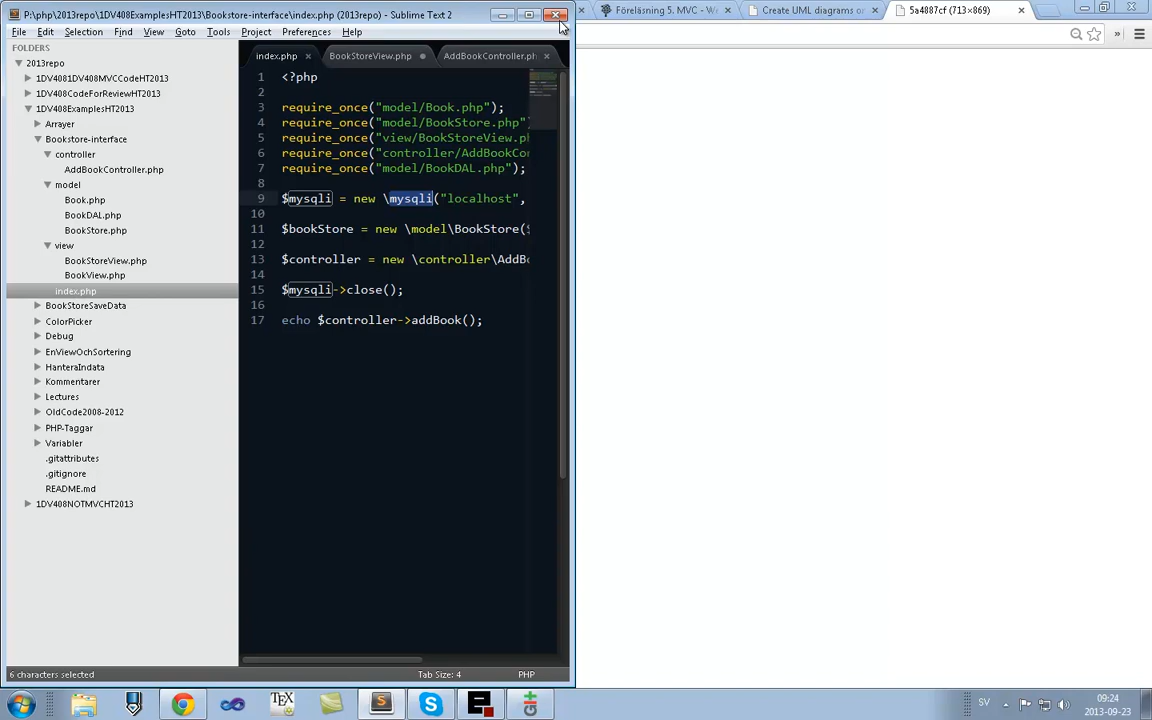 P:\php\2013repo\1DV408ExamplesHT2013\Bookstore-interface\index.php (2013repo) - Sublime Text 2
Föreläsning 5. MVC - W
Create UML diagrams on
5a4887cf (713×869)
File Edit Selection Find View Goto Tools Project Preferences Help
FOLDERS
2013repo
1DV4081DV408MVCCodeHT2013
1DV408CodeForReviewHT2013
1DV408ExamplesHT2013
Arrayer
Bookstore-interface
controller
AddBookController.php
model
Book.php
BookDAL.php
BookStore.php
view
BookStoreView.php
BookView.php
index.php
BookStoreSaveData
ColorPicker
Debug
EnViewOchSortering
HanteraIndata
Kommentarer
Lectures
OldCode2008-2012
PHP-Taggar
Variabler
.gitattributes
.gitignore
README.md
1DV408NOTMVCHT2013
index.php BookStoreView.php AddBookController.ph
1 <?php
2
3 require_once("model/Book.php");
4 require_once("model/BookStore.php")
5 require_once("view/BookStoreView.ph
6 require_once("controller/AddBookCon
7 require_once("model/BookDAL.php");
8
9 $mysqli = new \mysqli("localhost",
10
11 $bookStore = new \model\BookStore($
12
13 $controller = new \controller\AddBo
14
15 $mysqli->close();
16
17 echo $controller->addBook();
6 characters selected
Tab Size: 4
PHP
SV
09:24
2013-09-23